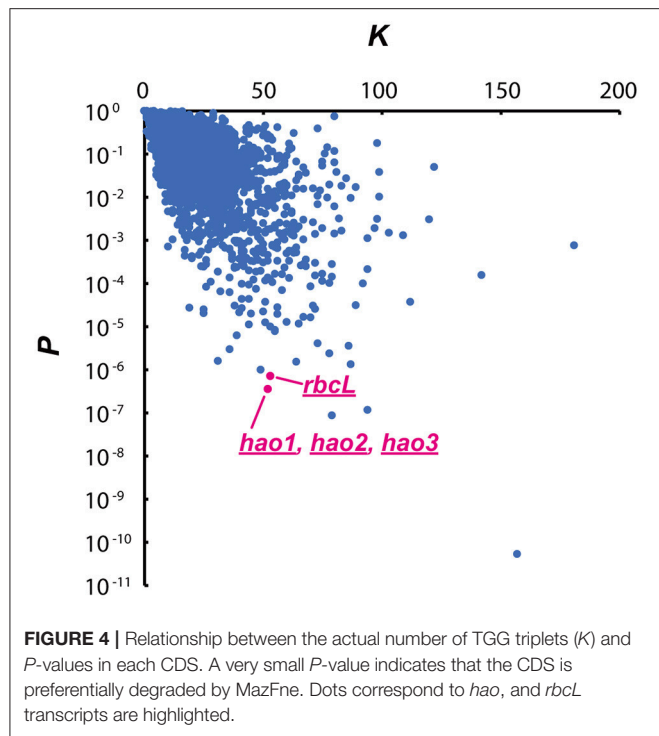 K
0 50 100 150 200
10⁰
10⁻¹
10⁻²
10⁻³
10⁻⁴
10⁻⁵
10⁻⁶
10⁻⁷
10⁻⁸
10⁻⁹
10⁻¹⁰
10⁻¹¹
P
rbcL
hao1, hao2, hao3
FIGURE 4 | Relationship between the actual number of TGG triplets (K) and
P-values in each CDS. A very small P-value indicates that the CDS is
preferentially degraded by MazFne. Dots correspond to hao, and rbcL
transcripts are highlighted.